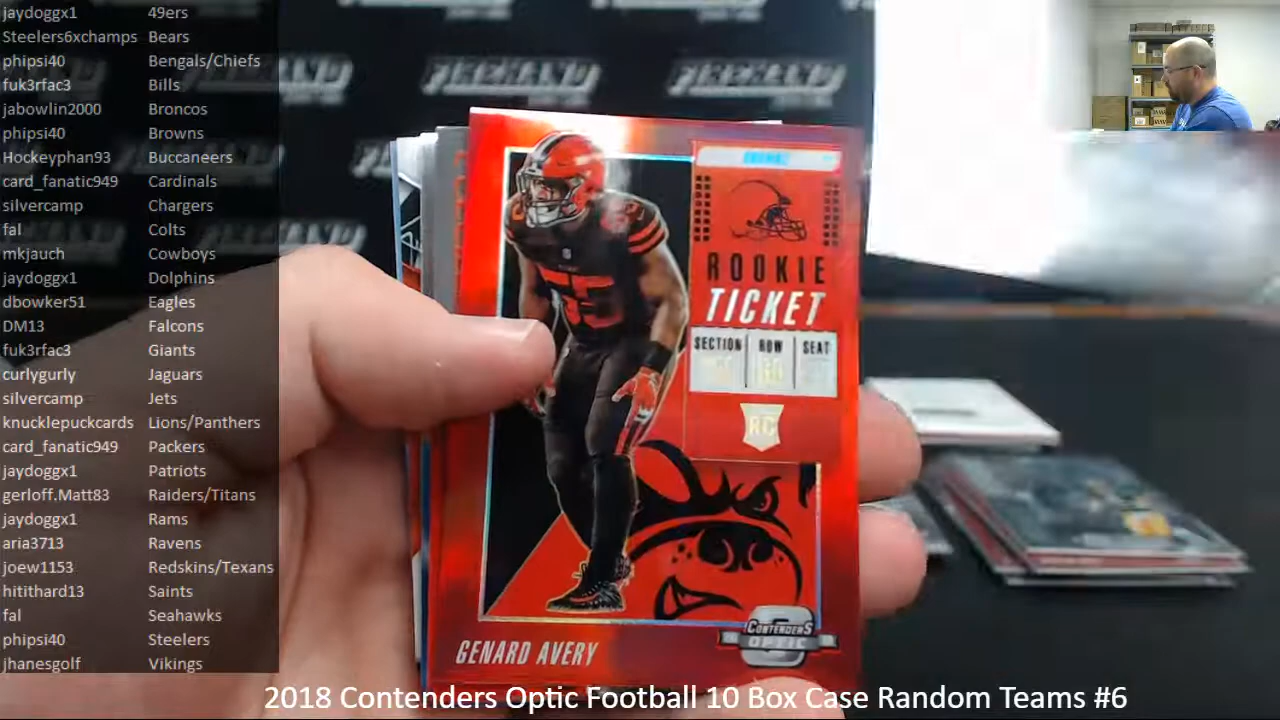 jaydoggx1 49ers
Steelers6xchamps Bears
phipsi40 Bengals/Chiefs
fuk3rfac3 Bills
jabowlin2000 Broncos
phipsi40 Browns
Hockeyphan93 Buccaneers
card_fanatic949 Cardinals
silvercamp Chargers
fal Colts
mkjauch Cowboys
jaydoggx1 Dolphins
dbowker51 Eagles
DM13 Falcons
fuk3rfac3 Giants
curlygurly Jaguars
silvercamp Jets
knucklepuckcards Lions/Panthers
card_fanatic949 Packers
jaydoggx1 Patriots
gerloff.Matt83 Raiders/Titans
jaydoggx1 Rams
aria3713 Ravens
joew1153 Redskins/Texans
hitithard13 Saints
fal Seahawks
phipsi40 Steelers
jhanesgolf Vikings
ROOKIE
TICKET
SECTION ROW SEAT
RC
55
CONTENDERS
OPTIC
GENARD AVERY
2018 Contenders Optic Football 10 Box Case Random Teams #6